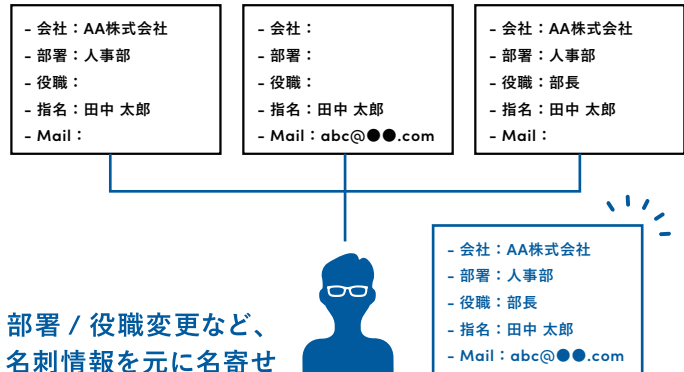 - 会社：AA株式会社
- 部署：人事部
- 役職：
- 指名：田中 太郎
- Mail：
- 会社：
- 部署：
- 役職：
- 指名：田中 太郎
- Mail：abc@●●.com
- 会社：AA株式会社
- 部署：人事部
- 役職：部長
- 指名：田中 太郎
- Mail：
部署 / 役職変更など、
名刺情報を元に名寄せ
- 会社：AA株式会社
- 部署：人事部
- 役職：部長
- 指名：田中 太郎
- Mail：abc@●●.com